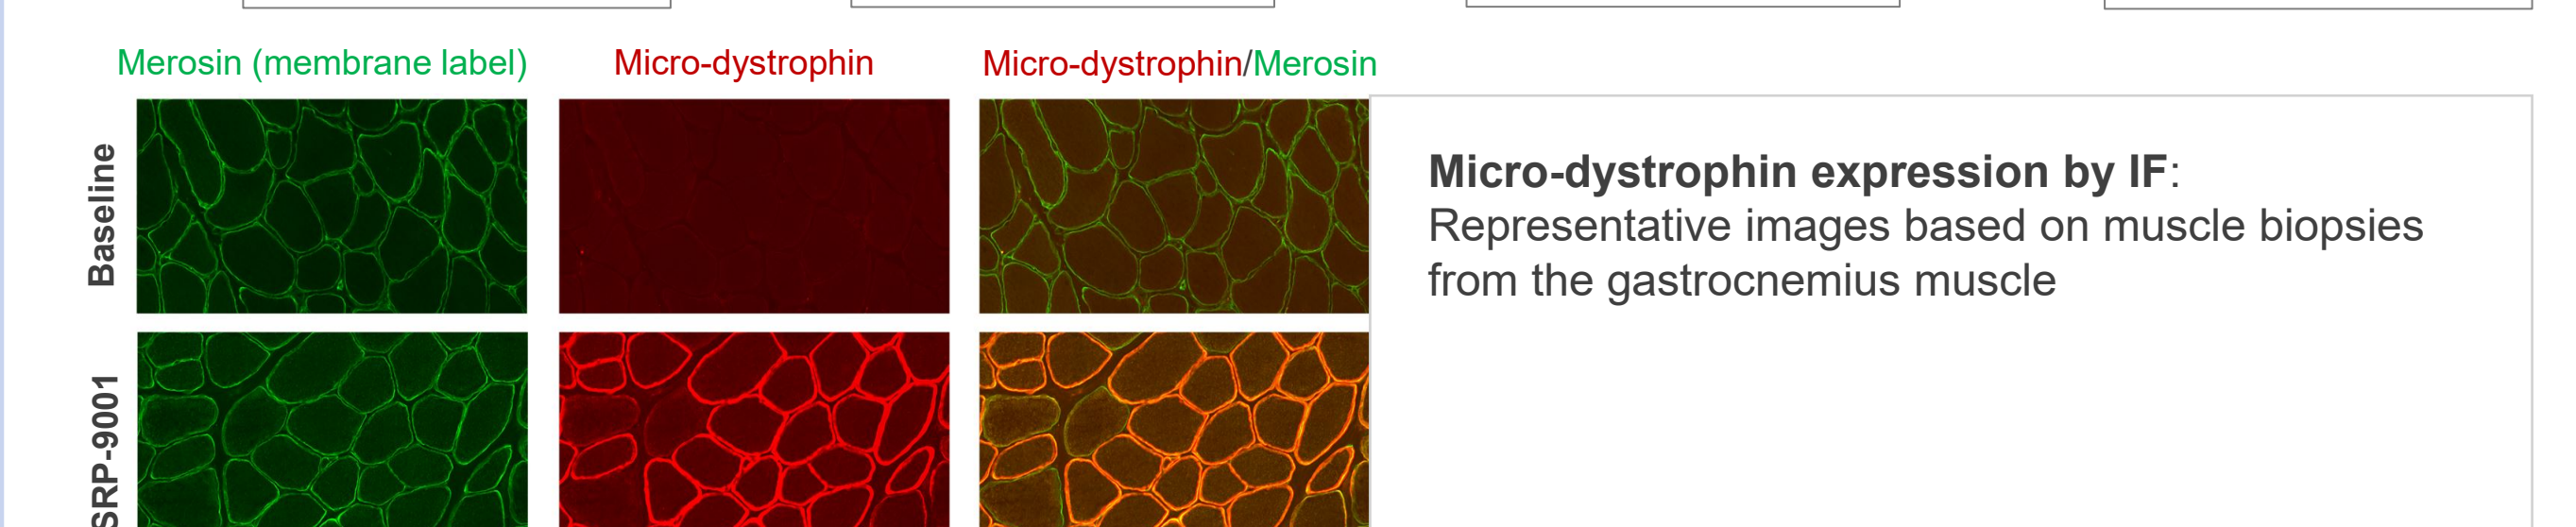 Merosin (membrane label)
Micro-dystrophin
Micro-dystrophin/Merosin
Baseline
SRP-9001
Micro-dystrophin expression by IF:
Representative images based on muscle biopsies
from the gastrocnemius muscle